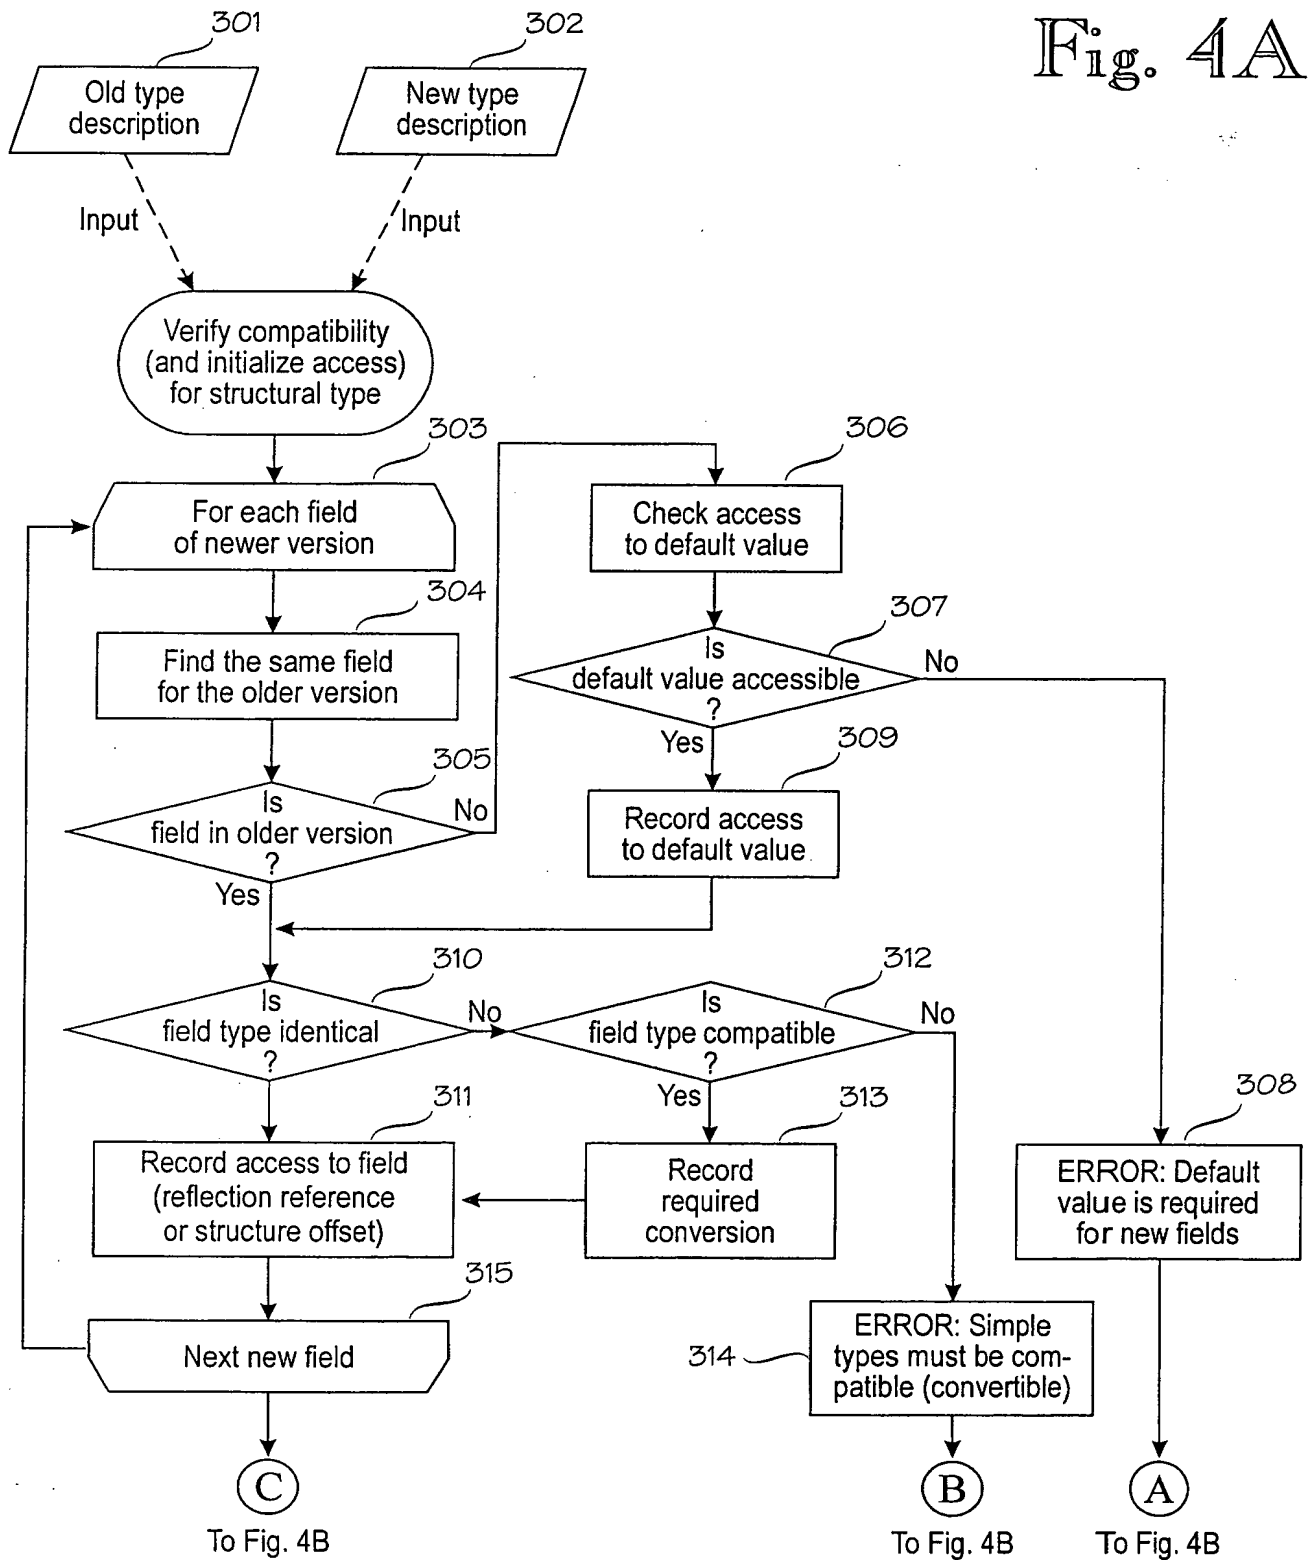 Fig. 4A
301
302
Old type
description
New type
description
Input
Input
Verify compatibility
(and initialize access)
for structural type
303
For each field
of newer version
304
Find the same field
for the older version
305
Is
field in older version
?
No
Yes
306
Check access
to default value
307
Is
default value accessible
?
No
Yes
309
Record access
to default value
310
Is
field type identical
?
No
312
Is
field type compatible
?
No
Yes
311
Record access to field
(reflection reference
or structure offset)
313
Record
required
conversion
308
ERROR: Default
value is required
for new fields
315
Next new field
314
ERROR: Simple
types must be com-
patible (convertible)
C
To Fig. 4B
B
To Fig. 4B
A
To Fig. 4B